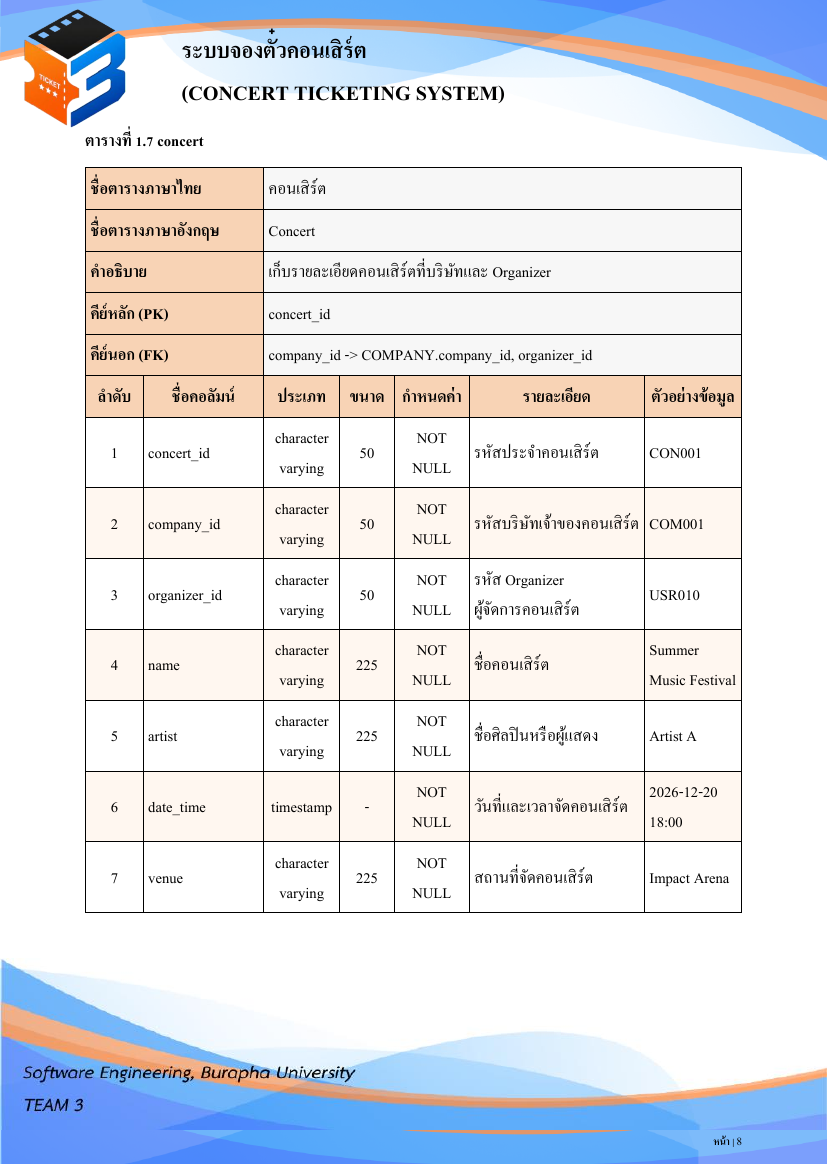 ระบบจองตั๋วคอนเสิร์ต
(CONCERT TICKETING SYSTEM)
TICKET
ตารางที่ 1.7 concert
ชื่อตารางภาษาไทย คอนเสิร์ต
ชื่อตารางภาษาอังกฤษ Concert
คำอธิบาย เก็บรายละเอียดคอนเสิร์ตที่บริษัทและ Organizer
คีย์หลัก (PK) concert_id
คีย์นอก (FK) company_id -> COMPANY.company_id, organizer_id
ลำดับ ชื่อคอลัมน์ ประเภท ขนาด กำหนดค่า รายละเอียด ตัวอย่างข้อมูล
1 concert_id character varying 50 NOT NULL รหัสประจำคอนเสิร์ต CON001
2 company_id character varying 50 NOT NULL รหัสบริษัทเจ้าของคอนเสิร์ต COM001
3 organizer_id character varying 50 NOT NULL รหัส Organizer ผู้จัดการคอนเสิร์ต USR010
4 name character varying 225 NOT NULL ชื่อคอนเสิร์ต Summer Music Festival
5 artist character varying 225 NOT NULL ชื่อศิลปินหรือผู้แสดง Artist A
6 date_time timestamp - NOT NULL วันที่และเวลาจัดคอนเสิร์ต 2026-12-20 18:00
7 venue character varying 225 NOT NULL สถานที่จัดคอนเสิร์ต Impact Arena
Software Engineering, Burapha University
TEAM 3
หน้า | 8